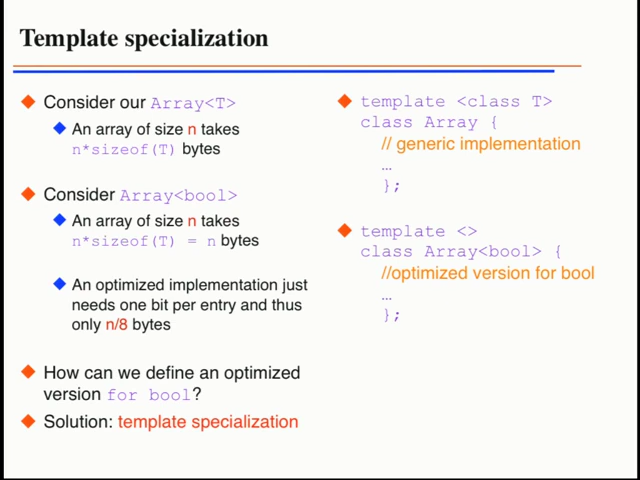 Template specialization
Consider our Array<T>
An array of size n takes
n*sizeof(T) bytes
Consider Array<bool>
An array of size n takes
n*sizeof(T) = n bytes
An optimized implementation just
needs one bit per entry and thus
only n/8 bytes
How can we define an optimized
version for bool?
Solution: template specialization
template <class T>
class Array {
// generic implementation
…
};
template <>
class Array<bool> {
//optimized version for bool
…
};